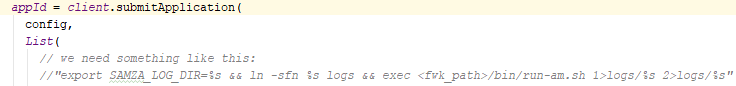 appId = client.submitApplication(
config,
List(
// we need something like this:
//"export SAMZA_LOG_DIR=%s && ln -sfn %s logs && exec <fwk_path>/bin/run-am.sh 1>logs/%s 2>logs/%s"